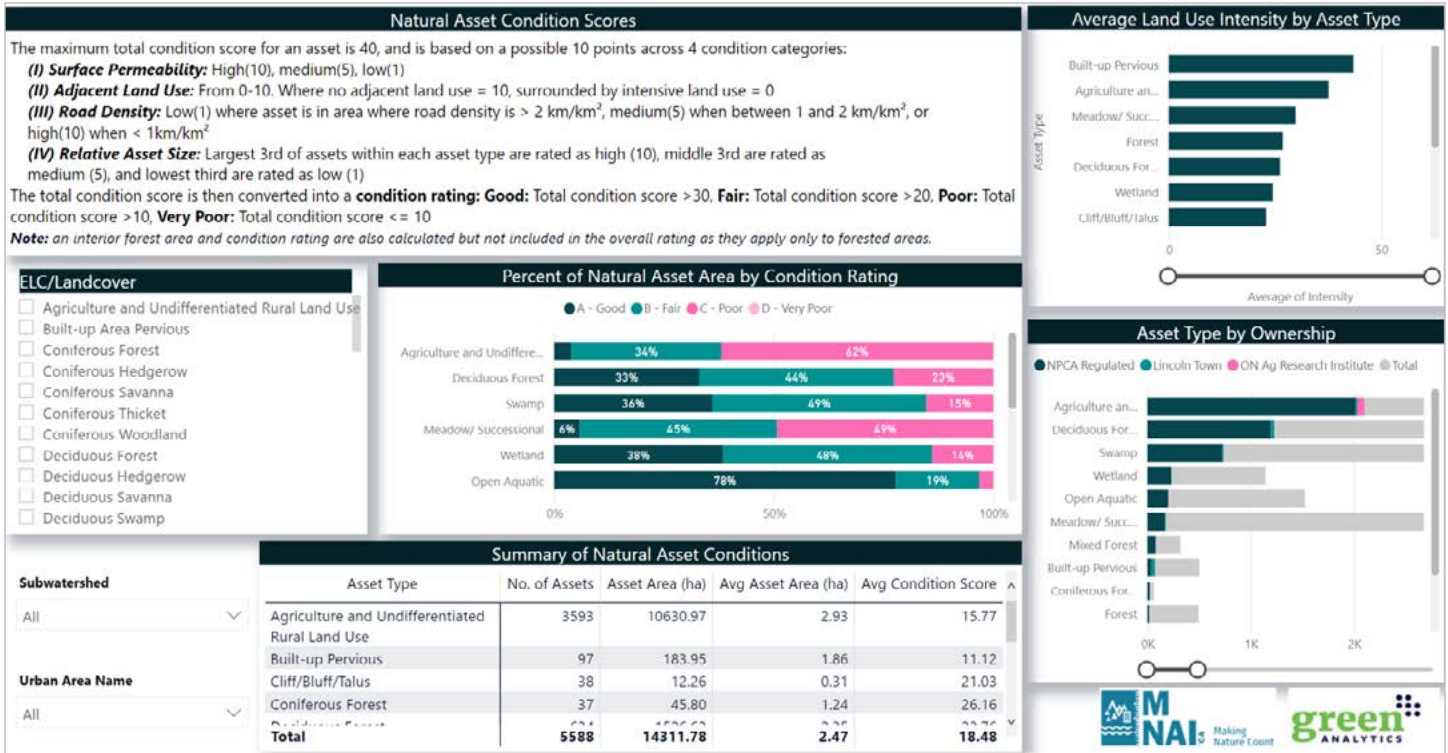 Natural Asset Condition Scores
The maximum total condition score for an asset is 40, and is based on a possible 10 points across 4 condition categories:
(I) Surface Permeability: High(10), medium(5), low(1)
(II) Adjacent Land Use: From 0-10. Where no adjacent land use = 10, surrounded by intensive land use = 0
(III) Road Density: Low(1) where asset is in area where road density is > 2 km/km², medium(5) when between 1 and 2 km/km², or
high(10) when < 1km/km²
(IV) Relative Asset Size: Largest 3rd of assets within each asset type are rated as high (10), middle 3rd are rated as
medium (5), and lowest third are rated as low (1)
The total condition score is then converted into a condition rating: Good: Total condition score >30, Fair: Total condition score >20, Poor: Total
condition score >10, Very Poor: Total condition score <= 10
Note: an interior forest area and condition rating are also calculated but not included in the overall rating as they apply only to forested areas.
Average Land Use Intensity by Asset Type
Asset Type
Built-up Pervious
Agriculture an...
Meadow/ Succ...
Forest
Deciduous For...
Wetland
Cliff/Bluff/Talus
0 50
Average of Intensity
ELC/Landcover
Agriculture and Undifferentiated Rural Land Use
Built-up Area Pervious
Coniferous Forest
Coniferous Hedgerow
Coniferous Savanna
Coniferous Thicket
Coniferous Woodland
Deciduous Forest
Deciduous Hedgerow
Deciduous Savanna
Deciduous Swamp
Percent of Natural Asset Area by Condition Rating
A - Good B - Fair C - Poor D - Very Poor
Agriculture and Undiffere... 34% 62%
Deciduous Forest 33% 44% 23%
Swamp 36% 49% 15%
Meadow/ Successional 6% 45% 49%
Wetland 38% 48% 14%
Open Aquatic 78% 19%
0% 50% 100%
Asset Type by Ownership
NPCA Regulated Lincoln Town ON Ag Research Institute Total
Agriculture an...
Deciduous For...
Swamp
Wetland
Open Aquatic
Meadow/ Succ...
Mixed Forest
Built-up Pervious
Coniferous For...
Forest
0K 1K 2K
Subwatershed
All
Urban Area Name
All
Summary of Natural Asset Conditions
Asset Type No. of Assets Asset Area (ha) Avg Asset Area (ha) Avg Condition Score
Agriculture and Undifferentiated 3593 10630.97 2.93 15.77
Rural Land Use
Built-up Pervious 97 183.95 1.86 11.12
Cliff/Bluff/Talus 38 12.26 0.31 21.03
Coniferous Forest 37 45.80 1.24 26.16
Total 5588 14311.78 2.47 18.48
M
NAI.ca Making
Nature Count
green
ANALYTICS